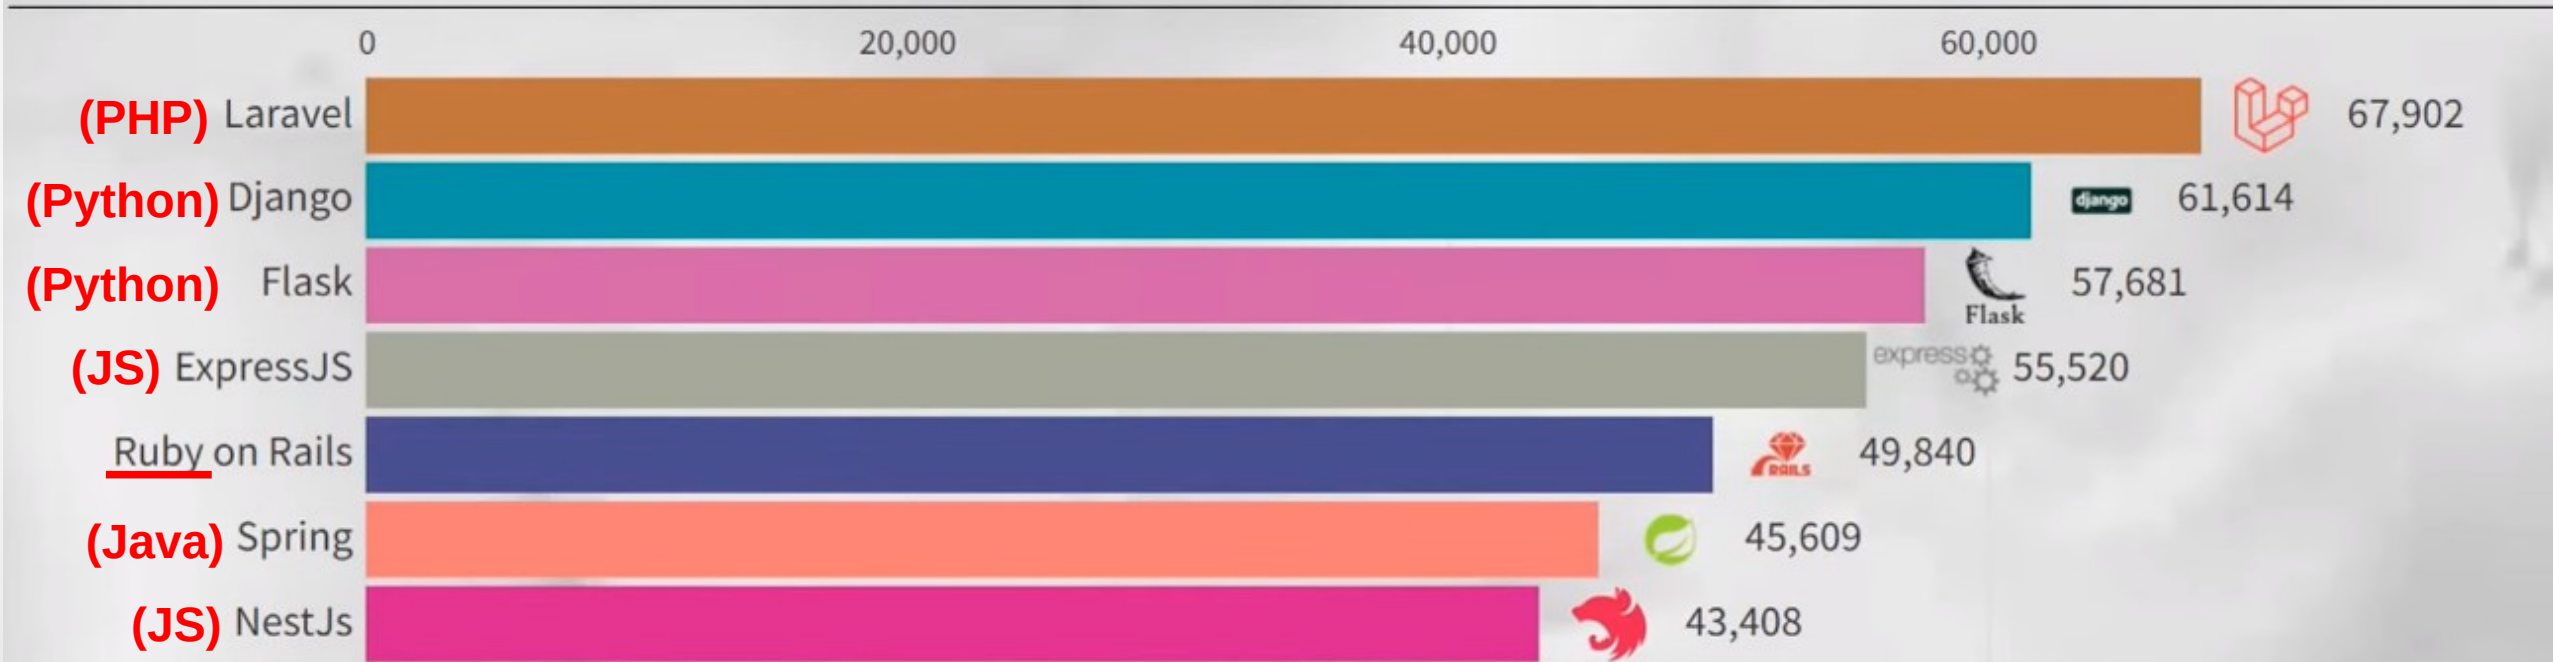 0 20,000 40,000 60,000
(PHP) Laravel 67,902
(Python) Django django 61,614
(Python) Flask Flask 57,681
(JS) ExpressJS express 55,520
Ruby on Rails RAILS 49,840
(Java) Spring 45,609
(JS) NestJs 43,408